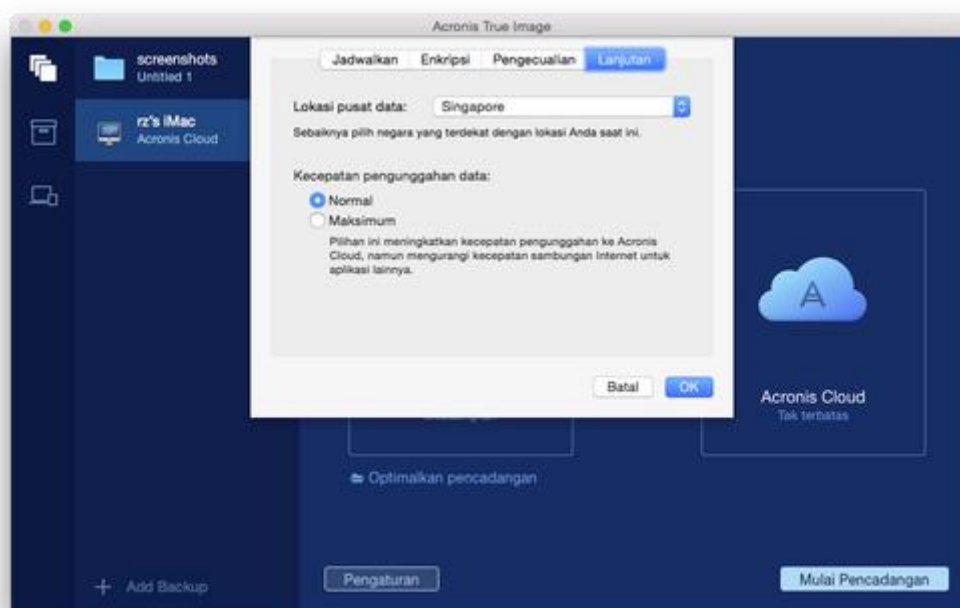 Acronis True Image
screenshots
Untitled 1
rz's iMac
Acronis Cloud
Add Backup
Jadwalkan
Enkripsi
Pengecualian
Lanjutan
Lokasi pusat data:
Singapore
Sebaiknya pilih negara yang terdekat dengan lokasi Anda saat ini.
Kecepatan pengunggahan data:
Normal
Maksimum
Pilihan ini meningkatkan kecepatan pengunggahan ke Acronis
Cloud, namun mengurangi kecepatan sambungan Internet untuk
aplikasi lainnya.
Batal
OK
Acronis Cloud
Tak terbatas
Optimalkan pencadangan
Pengaturan
Mulai Pencadangan